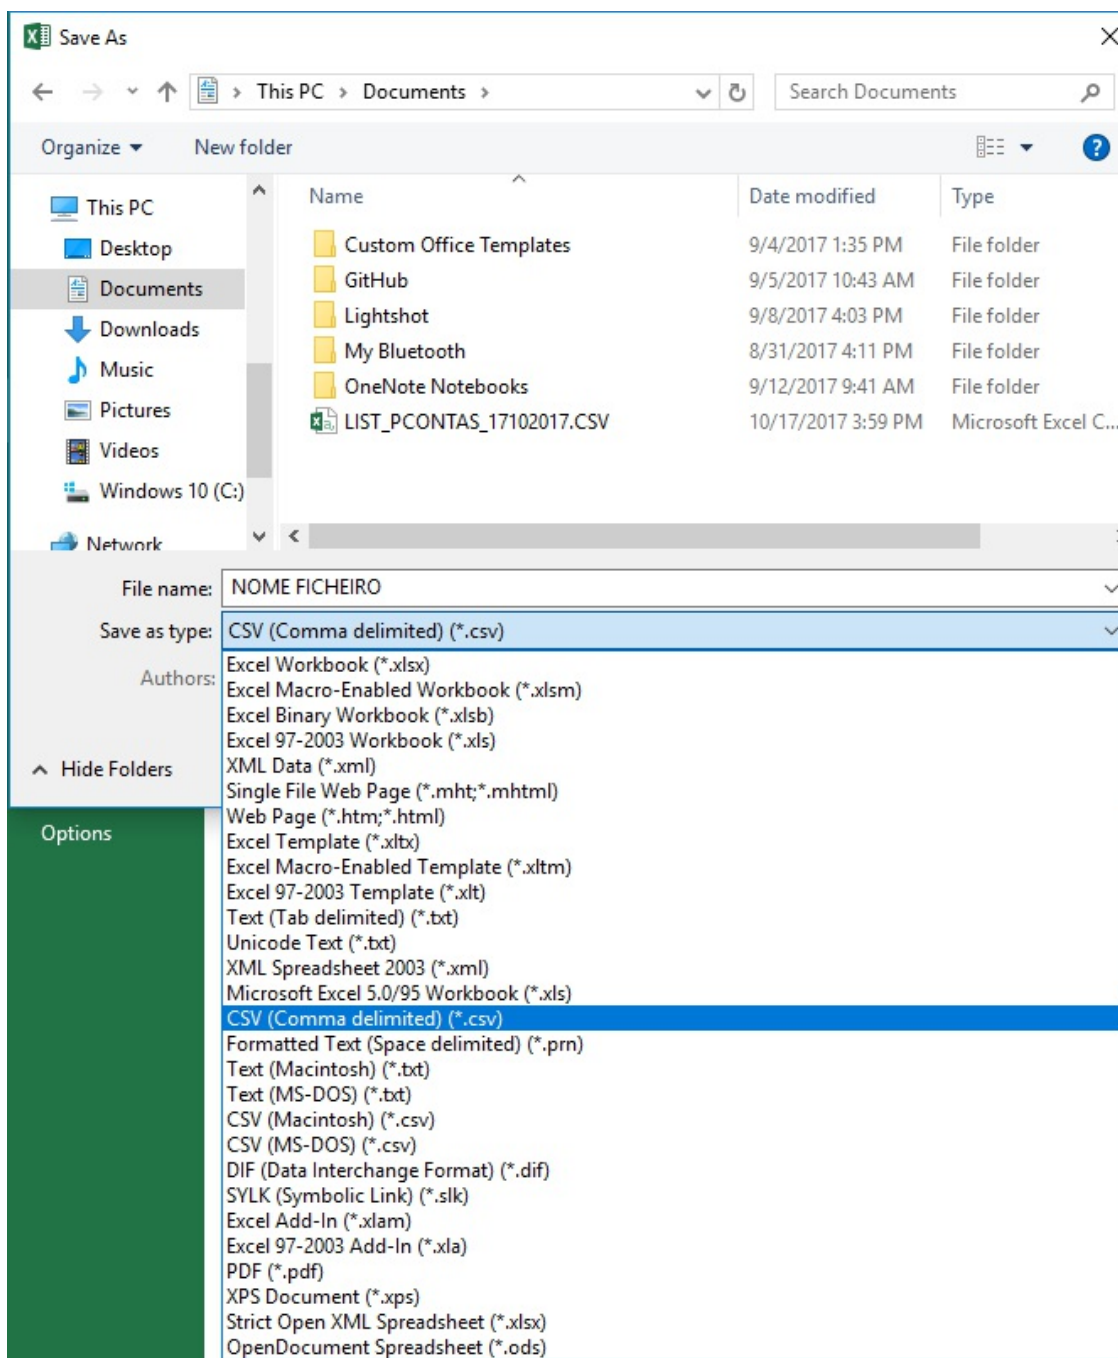 Save As
This PC > Documents >
Search Documents
Organize
New folder
?
Name Date modified Type
This PC
Desktop
Documents
Downloads
Music
Pictures
Videos
Windows 10 (C:)
Network
Custom Office Templates 9/4/2017 1:35 PM File folder
GitHub 9/5/2017 10:43 AM File folder
Lightshot 9/8/2017 4:03 PM File folder
My Bluetooth 8/31/2017 4:11 PM File folder
OneNote Notebooks 9/12/2017 9:41 AM File folder
LIST_PCONTAS_17102017.CSV 10/17/2017 3:59 PM Microsoft Excel C...
File name: NOME FICHEIRO
Save as type: CSV (Comma delimited) (*.csv)
Authors:
Hide Folders
Options
Excel Workbook (*.xlsx)
Excel Macro-Enabled Workbook (*.xlsm)
Excel Binary Workbook (*.xlsb)
Excel 97-2003 Workbook (*.xls)
XML Data (*.xml)
Single File Web Page (*.mht;*.mhtml)
Web Page (*.htm;*.html)
Excel Template (*.xltx)
Excel Macro-Enabled Template (*.xltm)
Excel 97-2003 Template (*.xlt)
Text (Tab delimited) (*.txt)
Unicode Text (*.txt)
XML Spreadsheet 2003 (*.xml)
Microsoft Excel 5.0/95 Workbook (*.xls)
CSV (Comma delimited) (*.csv)
Formatted Text (Space delimited) (*.prn)
Text (Macintosh) (*.txt)
Text (MS-DOS) (*.txt)
CSV (Macintosh) (*.csv)
CSV (MS-DOS) (*.csv)
DIF (Data Interchange Format) (*.dif)
SYLK (Symbolic Link) (*.slk)
Excel Add-In (*.xlam)
Excel 97-2003 Add-In (*.xla)
PDF (*.pdf)
XPS Document (*.xps)
Strict Open XML Spreadsheet (*.xlsx)
OpenDocument Spreadsheet (*.ods)